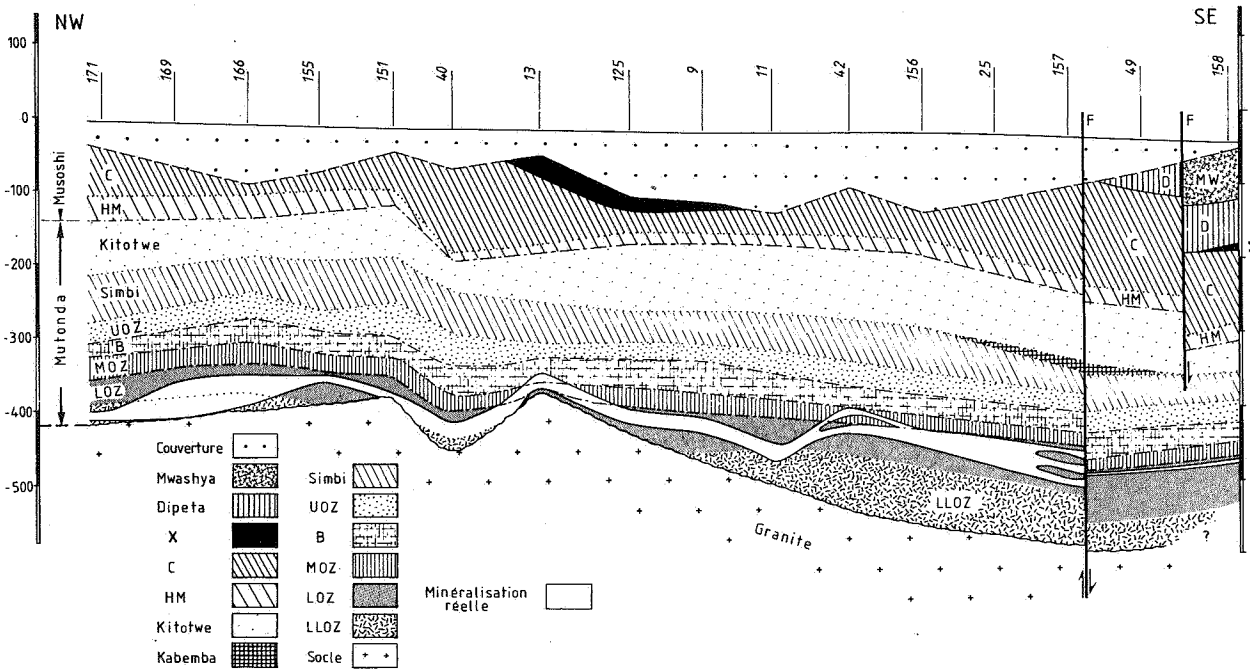 NW
SE
171 169 166 155 151 40 13 125 9 11 42 156 25 157 49 158
100
0
-100
-200
-300
-400
-500
Musoshi
Mutonda
C
HM
Kitotwe
Simbi
UOZ
B
MOZ
LOZ
F
F
D
MW
D
C
HM
C
HM
LLOZ
?
Granite
Couverture
Mwashya
Dipeta
X
C
HM
Kitotwe
Kabemba
Simbi
UOZ
B
MOZ
LOZ
LLOZ
Socle
Minéralisation
réelle